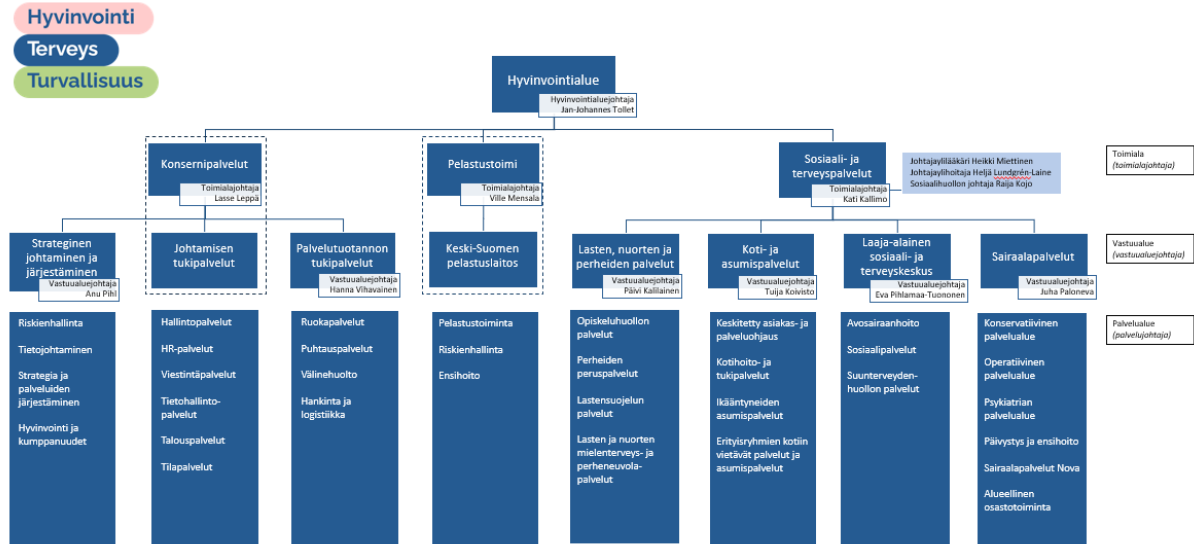 Hyvinvointi
Terveys
Turvallisuus
Hyvinvointialue
Hyvinvointialuejohtaja
Jan-Johannes Tollet
Konsernipalvelut
Toimialajohtaja
Lasse Leppä
Pelastustoimi
Toimialajohtaja
Ville Mensala
Sosiaali- ja
terveyspalvelut
Toimialajohtaja
Kati Kallimo
Johtajaylilääkäri Heikki Miettinen
Johtajaylihoitaja Heljä Lundgrén-Laine
Sosiaalihuollon johtaja Raija Kojo
Toimiala
(toimialajohtaja)
Strateginen
johtaminen ja
järjestäminen
Vastuualuejohtaja
Anu Pihl
Johtamisen
tukipalvelut
Palvelutuotannon
tukipalvelut
Vastuualuejohtaja
Hanna Vihavainen
Keski-Suomen
pelastuslaitos
Lasten, nuorten ja
perheiden palvelut
Vastuualuejohtaja
Päivi Kalilainen
Koti- ja
asumispalvelut
Vastuualuejohtaja
Tuija Koivisto
Laaja-alainen
sosiaali- ja
terveyskeskus
Vastuualuejohtaja
Eva Pihlamaa-Tuononen
Sairaalapalvelut
Vastuualuejohtaja
Juha Paloneva
Vastuualue
(vastuualuejohtaja)
Riskienhallinta
Tietojohtaminen
Strategia ja
palveluiden
järjestäminen
Hyvinvointi ja
kumppanuudet
Hallintopalvelut
HR-palvelut
Viestintäpalvelut
Tietohallinto-
palvelut
Talouspalvelut
Tilapalvelut
Ruokapalvelut
Puhtauspalvelut
Välinehuolto
Hankinta ja
logistiikka
Pelastustoiminta
Riskienhallinta
Ensihoito
Opiskeluhuollon
palvelut
Perheiden
peruspalvelut
Lastensuojelun
palvelut
Lasten ja nuorten
mielenterveys- ja
perheneuvola-
palvelut
Keskitetty asiakas- ja
palveluohjaus
Kotihoito- ja
tukipalvelut
Ikääntyneiden
asumispalvelut
Erityisryhmien kotiin
vietävät palvelut ja
asumispalvelut
Avosairaanhoito
Sosiaalipalvelut
Suunterveyden-
huollon palvelut
Konservatiivinen
palvelualue
Operatiivinen
palvelualue
Psykiatrian
palvelualue
Päivystys ja ensihoito
Sairaalapalvelut Nova
Alueellinen
osastotoiminta
Palvelualue
(palvelujohtaja)